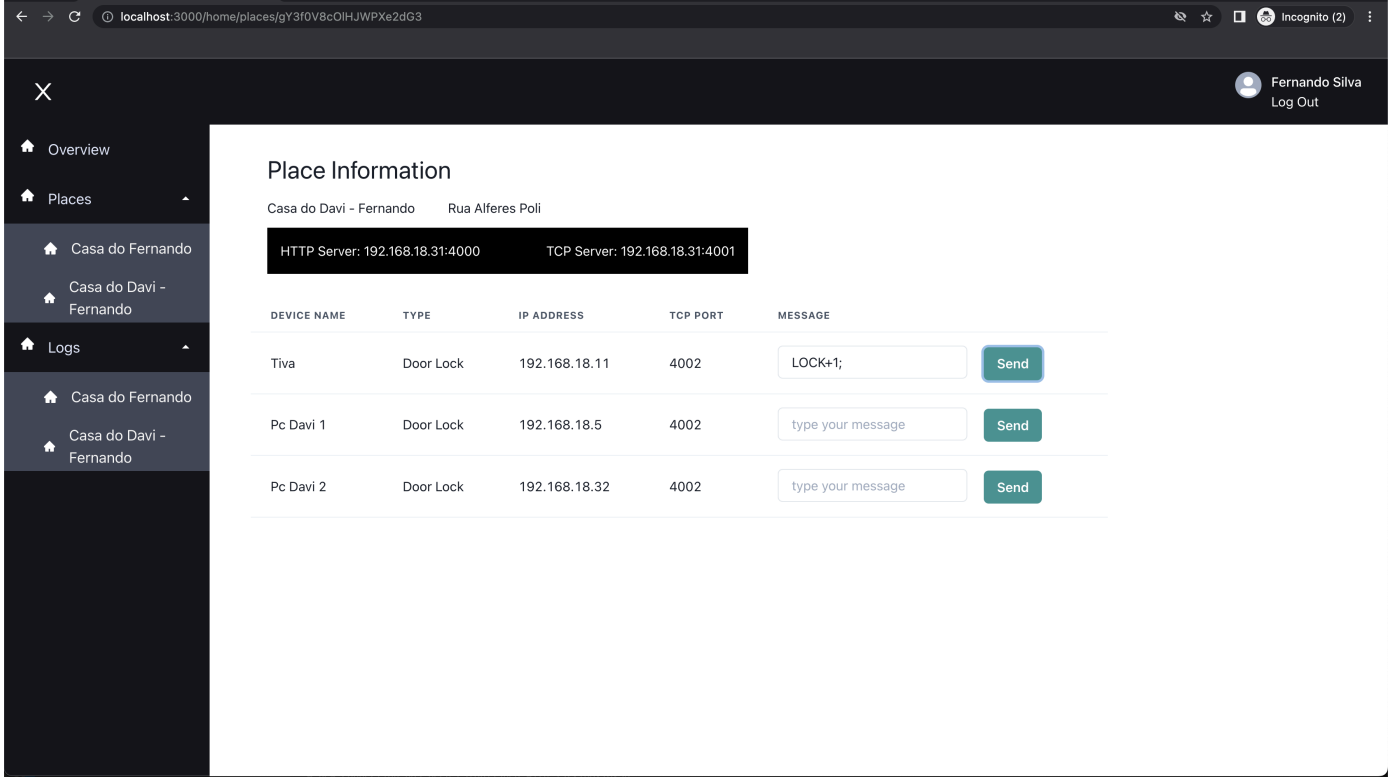 localhost:3000/home/places/gY3f0V8cOlHJWPXe2dG3
Incognito (2)
X
Fernando Silva
Log Out
Overview
Places
Casa do Fernando
Casa do Davi -
Fernando
Logs
Casa do Fernando
Casa do Davi -
Fernando
Place Information
Casa do Davi - Fernando Rua Alferes Poli
HTTP Server: 192.168.18.31:4000 TCP Server: 192.168.18.31:4001
DEVICE NAME TYPE IP ADDRESS TCP PORT MESSAGE
Tiva Door Lock 192.168.18.11 4002 LOCK+1; Send
Pc Davi 1 Door Lock 192.168.18.5 4002 type your message Send
Pc Davi 2 Door Lock 192.168.18.32 4002 type your message Send